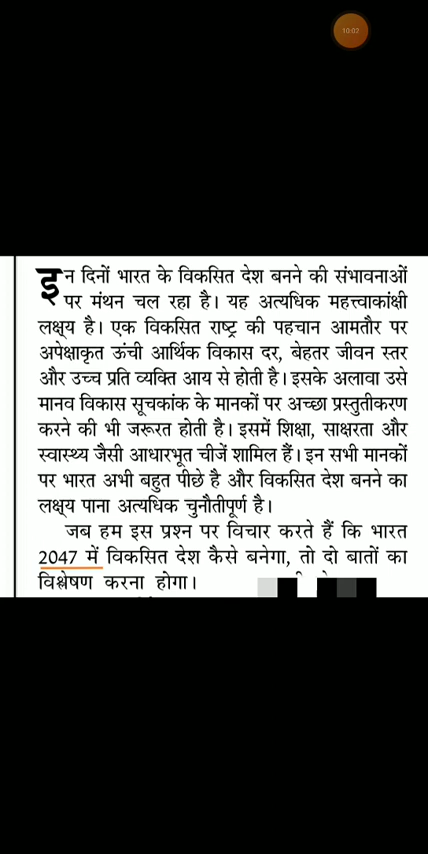 10:02
इन दिनों भारत के विकसित देश बनने की संभावनाओं
पर मंथन चल रहा है। यह अत्यधिक महत्त्वाकांक्षी
लक्ष्य है। एक विकसित राष्ट्र की पहचान आमतौर पर
अपेक्षाकृत ऊंची आर्थिक विकास दर, बेहतर जीवन स्तर
और उच्च प्रति व्यक्ति आय से होती है। इसके अलावा उसे
मानव विकास सूचकांक के मानकों पर अच्छा प्रस्तुतीकरण
करने की भी जरूरत होती है। इसमें शिक्षा, साक्षरता और
स्वास्थ्य जैसी आधारभूत चीजें शामिल हैं। इन सभी मानकों
पर भारत अभी बहुत पीछे है और विकसित देश बनने का
लक्ष्य पाना अत्यधिक चुनौतीपूर्ण है।
जब हम इस प्रश्न पर विचार करते हैं कि भारत
2047 में विकसित देश कैसे बनेगा, तो दो बातों का
विश्लेषण करना होगा।